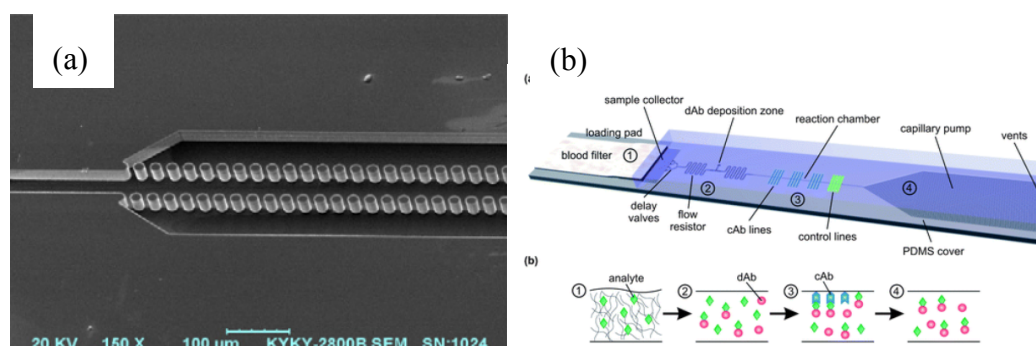 (a)
20 KV 150 X 100 um KYKY-2800B SEM SN:1024
(b)
sample collector
dAb deposition zone
reaction chamber
capillary pump
vents
loading pad
blood filter
1
2
3
4
delay valves
flow resistor
cAb lines
control lines
PDMS cover
(b)
analyte
dAb
cAb
1
2
3
4